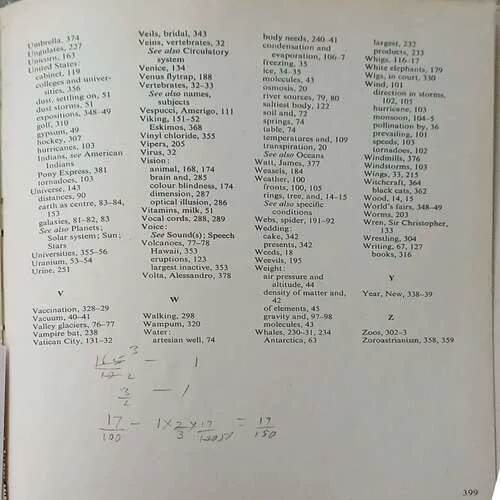 Umbrella, 374
Ungulates, 227
Unicorn, 163
United States:
cabinet, 119
colleges and univer-
sities, 356
dust, settling on, 51
dust storms, 51
expositions, 348–49
golf, 310
gypsum, 49
hockey, 307
hurricanes, 103
Indians, see American
Indians
Pony Express, 381
tornadoes, 103
Universe, 143
distances, 90
earth as centre, 83–84,
153
galaxies, 81–82, 83
See also Planets;
Solar system; Sun;
Stars
Universities, 355–56
Uranium, 53–54
Urine, 251
V
Vaccination, 328–29
Vacuum, 40–41
Valley glaciers, 76–77
Vampire bat, 238
Vatican City, 131–32
Veils, bridal, 343
Veins, vertebrates, 32
See also Circulatory
system
Venice, 134
Venus flytrap, 188
Vertebrates, 32–33
See also names,
subjects
Vespucci, Amerigo, 111
Viking, 151–52
Eskimos, 368
Vinyl chloride, 355
Vipers, 205
Virus, 32
Vision:
animal, 168, 174
brain and, 285
colour blindness, 174
dimension, 287
optical illusion, 286
Vitamins, milk, 51
Vocal cords, 288, 289
Voice:
See Sound(s); Speech
Volcanoes, 77–78
Hawaii, 353
eruptions, 123
largest inactive, 353
Volta, Alessandro, 378
W
Walking, 298
Wampum, 320
Water:
artesian well, 74
body needs, 240–41
condensation and
evaporation, 106–7
freezing, 35
ice, 34–35
molecules, 43
osmosis, 20
river sources, 79, 80
saltiest body, 122
soil and, 72
springs, 74
table, 74
temperatures and, 109
transpiration, 20
See also Oceans
Watt, James, 377
Weasels, 184
Weather, 100
fronts, 100, 105
rings, tree, and, 14–15
See also specific
conditions
Webs, spider, 191–92
Wedding:
cake, 342
presents, 342
Weeds, 18
Weevils, 195
Weight:
air pressure and
altitude, 44
density of matter and,
42
of elements, 45
gravity and, 97–98
molecules, 43
Whales, 230–31, 234
Antarctica, 63
largest, 232
products, 233
Whigs, 116–17
White elephants, 179
Wigs, in court, 330
Wind, 101
direction in storms,
102, 105
hurricane, 103
monsoon, 104–5
pollination by, 36
prevailing, 101
speeds, 103
tornadoes, 102
Windmills, 376
Windstorms, 103
Wings, 33, 215
Witchcraft, 364
black cats, 362
Wood, 14, 15
World's fairs, 348–49
Worms, 203
Wren, Sir Christopher,
133
Wrestling, 304
Writing, 67, 127
books, 316
Y
Year, New, 338–39
Z
Zoos, 302–3
Zoroastrianism, 358, 359
3
— 1
2
3/2 — 1
17/100 — 1 × 2/3 × 17/ = 17/150
399